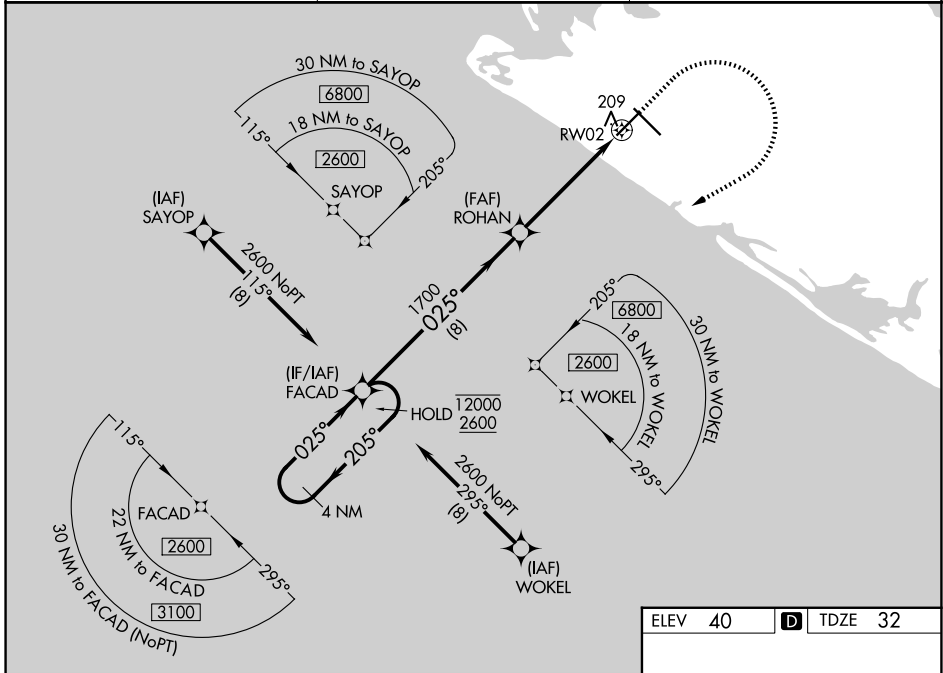 30 NM to SAYOP
6800
115°
18 NM to SAYOP
2600
205°
SAYOP
209
RW02
(IAF)
SAYOP
2600 NoPT
115°
(8)
(FAF)
ROHAN
1700
025°
(8)
(IF/IAF)
FACAD
HOLD
12000
2600
025°
205°
4 NM
205°
6800
18 NM to WOKEL
30 NM to WOKEL
2600
WOKEL
295°
2600 NoPT
295°
(8)
(IAF)
WOKEL
115°
FACAD
2600
22 NM to FACAD
295°
3100
30 NM to FACAD (NoPT)
ELEV 40
D
TDZE 32